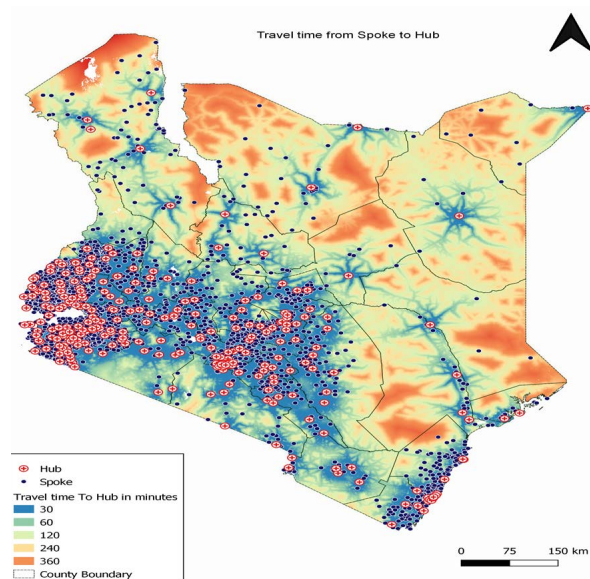 Travel time from Spoke to Hub
Hub
Spoke
Travel time To Hub in minutes
30
60
120
240
360
County Boundary
0 75 150 km